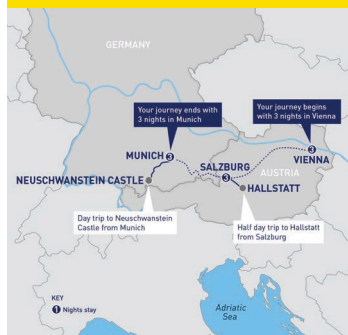 GERMANY
Your journey ends with
3 nights in Munich
Your journey begins
with 3 nights in Vienna
MUNICH 3
SALZBURG
3
3
VIENNA
AUSTRIA
NEUSCHWANSTEIN CASTLE
HALLSTATT
Day trip to Neuschwanstein
Castle from Munich
Half day trip to Hallstatt
from Salzburg
KEY
1 Nights stay
Adriatic
Sea